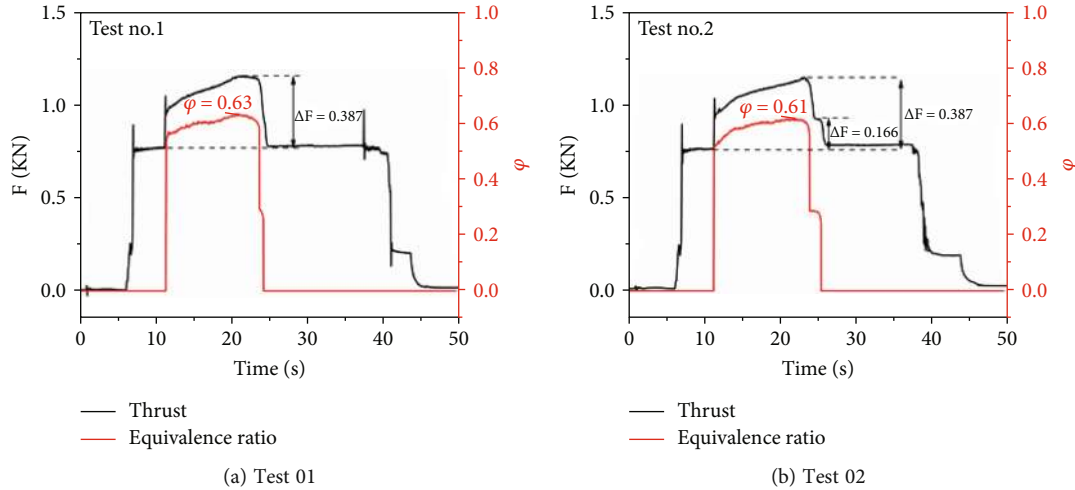 Test no.1
φ = 0.63
ΔF = 0.387
F (KN)
1.5
1.0
0.5
0.0
1.0
0.8
0.6
0.4
0.2
0.0
φ
0 10 20 30 40 50
Time (s)
Thrust
Equivalence ratio
(a) Test 01
Test no.2
φ = 0.61
ΔF = 0.387
ΔF = 0.166
F (KN)
1.5
1.0
0.5
0.0
1.0
0.8
0.6
0.4
0.2
0.0
φ
0 10 20 30 40 50
Time (s)
Thrust
Equivalence ratio
(b) Test 02